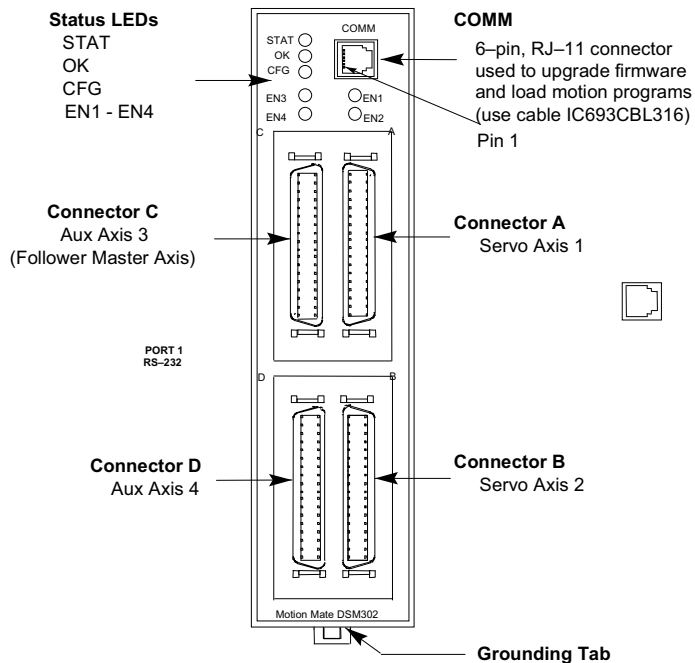 Status LEDs
STAT
OK
CFG
EN1 - EN4
STAT
OK
CFG
EN3
EN4
COMM
EN1
EN2
COMM
6–pin, RJ–11 connector
used to upgrade firmware
and load motion programs
(use cable IC693CBL316)
Pin 1
C
A
Connector C
Aux Axis 3
(Follower Master Axis)
Connector A
Servo Axis 1
PORT 1
RS–232
D
B
Connector D
Aux Axis 4
Connector B
Servo Axis 2
Motion Mate DSM302
Grounding Tab